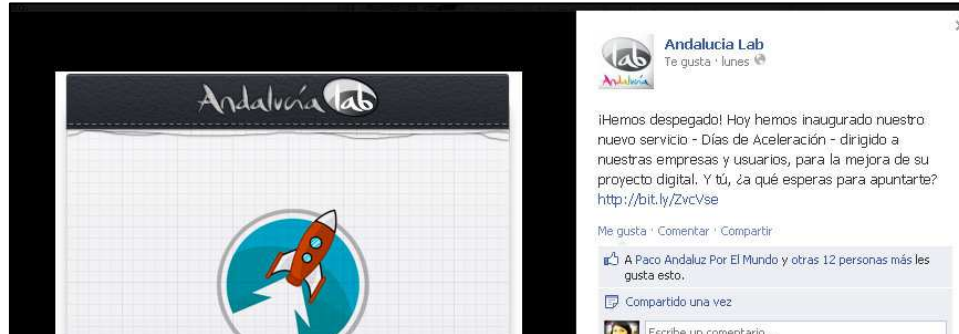 Andalucía lab
lab
Andalucía
Andalucia Lab
Te gusta · lunes
¡Hemos despegado! Hoy hemos inaugurado nuestro
nuevo servicio - Días de Aceleración - dirigido a
nuestras empresas y usuarios, para la mejora de su
proyecto digital. Y tú, ¿a qué esperas para apuntarte?
http://bit.ly/ZvcVse
Me gusta · Comentar · Compartir
A Paco Andaluz Por El Mundo y otras 12 personas más les
gusta esto.
Compartido una vez
Escribe un comentario...